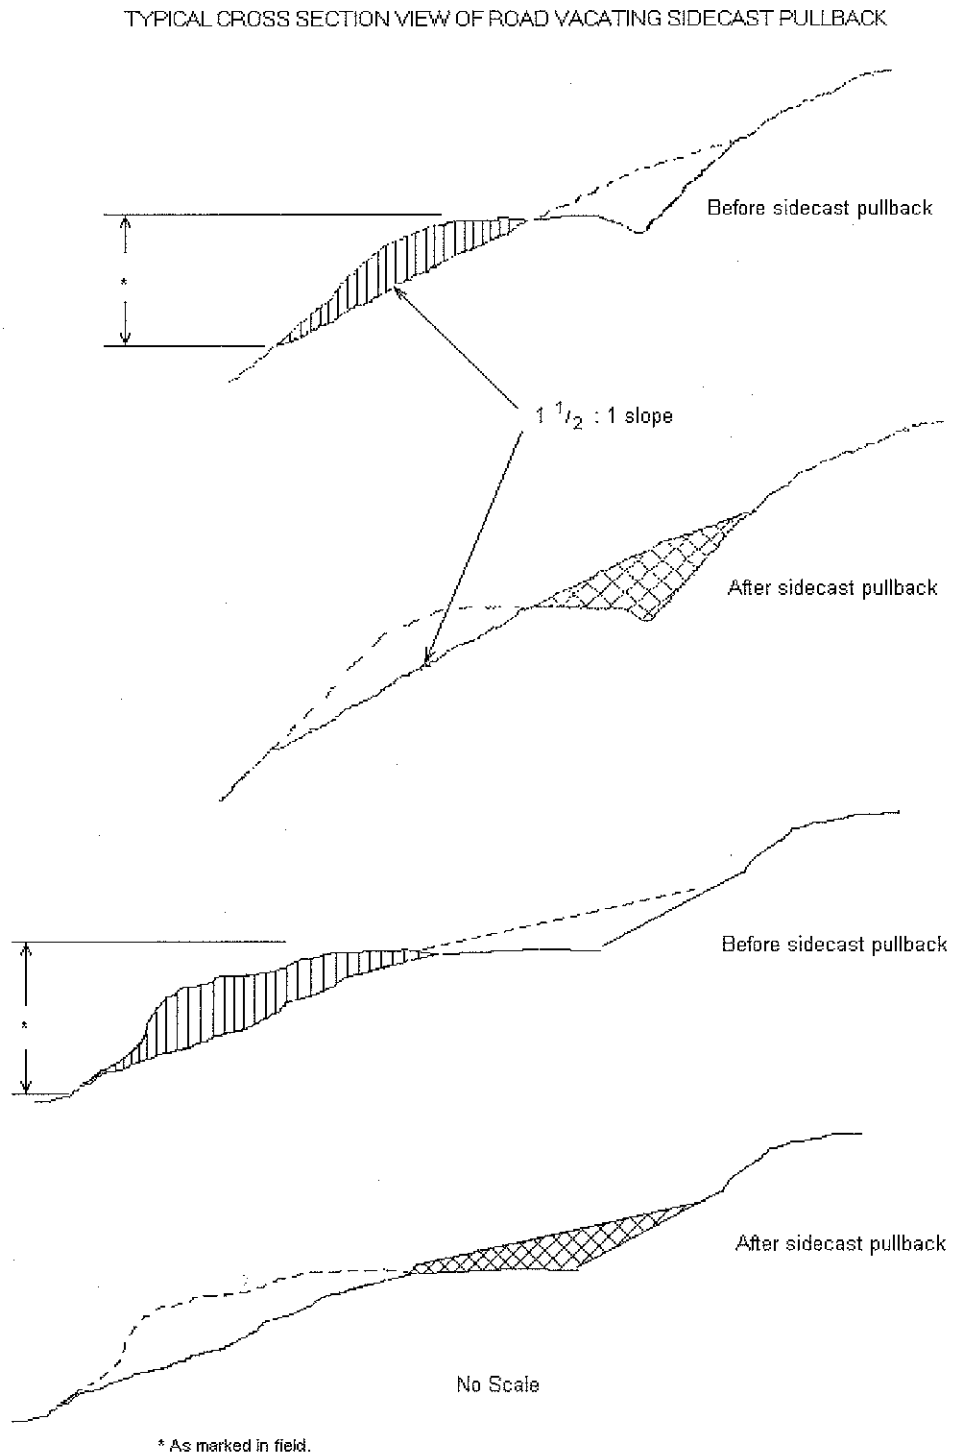 TYPICAL CROSS SECTION VIEW OF ROAD VACATING SIDECAST PULLBACK
Before sidecast pullback
*
1 1/2 : 1 slope
After sidecast pullback
Before sidecast pullback
*
After sidecast pullback
No Scale
* As marked in field.